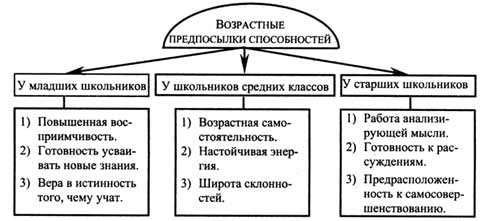 ВОЗРАСТНЫЕ
ПРЕДПОСЫЛКИ СПОСОБНОСТЕЙ
У младших школьников
1) Повышенная вос-
приимчивость.
2) Готовность усваи-
вать новые знания.
3) Вера в истинность
того, чему учат.
У школьников средних классов
1) Возрастная само-
стоятельность.
2) Настойчивая энер-
гия.
3) Широта склонно-
стей.
У старших школьников
1) Работа анализи-
рующей мысли.
2) Готовность к рас-
суждениям.
3) Предрасположен-
ность к самосовер-
шенствованию.